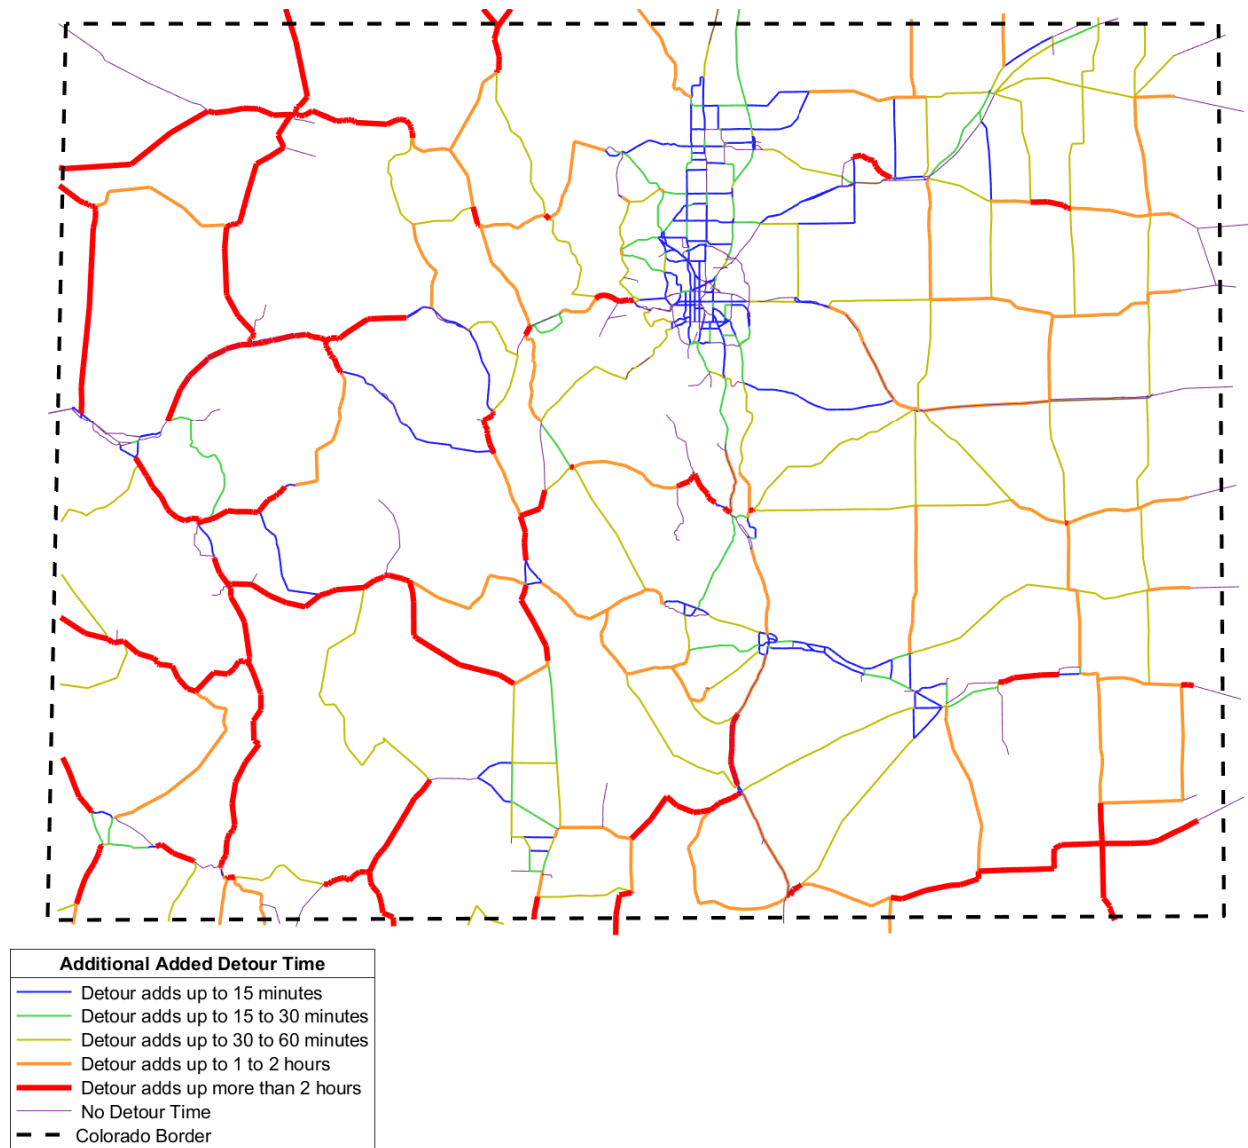 Additional Added Detour Time
Detour adds up to 15 minutes
Detour adds up to 15 to 30 minutes
Detour adds up to 30 to 60 minutes
Detour adds up to 1 to 2 hours
Detour adds up more than 2 hours
No Detour Time
Colorado Border